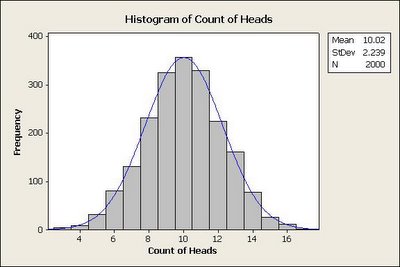 Histogram of Count of Heads
Mean 10.02
StDev 2.239
N 2000
Frequency
400
300
200
100
0
4 6 8 10 12 14 16
Count of Heads